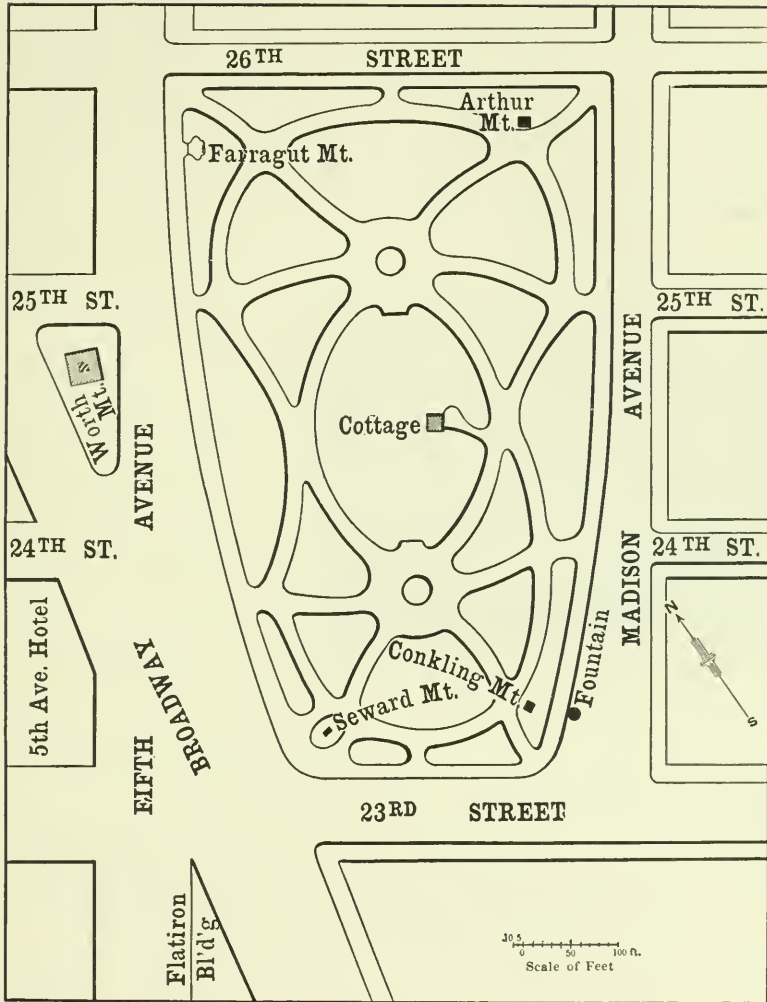 26TH STREET
Arthur
Mt.
Farragut Mt.
25TH ST.
25TH ST.
Worth
Mt.
AVENUE
Cottage
AVENUE
24TH ST.
24TH ST.
MADISON
N
S
5th Ave. Hotel
BROADWAY
Conkling Mt.
Fountain
Seward Mt.
EIFTH
23RD STREET
Flatiron
Bl'd'g
10 5 0 50 100 ft.
Scale of Feet